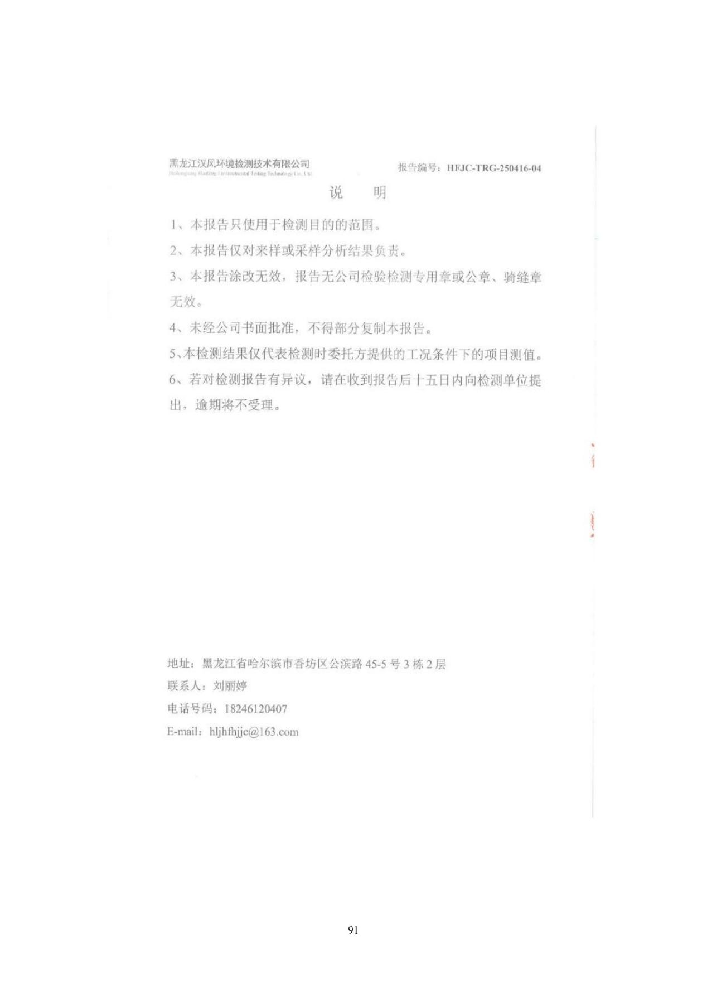 黑龙江汉风环境检测技术有限公司
Heilongjiang Hanfeng Environmental Testing Technology Co., Ltd
报告编号：HFJC-TRG-250416-04
说 明
1、本报告只使用于检测目的的范围。
2、本报告仅对来样或采样分析结果负责。
3、本报告涂改无效，报告无公司检验检测专用章或公章、骑缝章
无效。
4、未经公司书面批准，不得部分复制本报告。
5、本检测结果仅代表检测时委托方提供的工况条件下的项目测值。
6、若对检测报告有异议，请在收到报告后十五日内向检测单位提
出，逾期将不受理。
地址：黑龙江省哈尔滨市香坊区公滨路 45-5 号 3 栋 2 层
联系人：刘丽婷
电话号码：18246120407
E-mail：hljhfhjjc@163.com
91